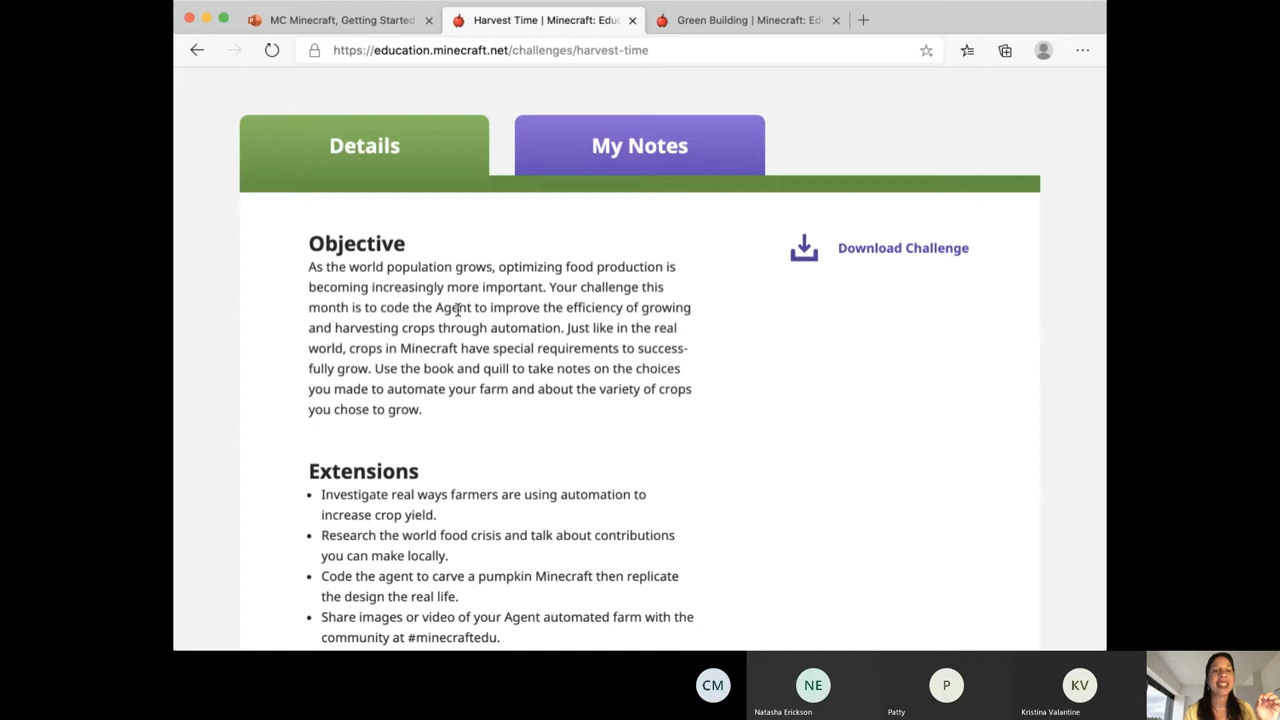 MC Minecraft, Getting Started
Harvest Time | Minecraft: Educ
Green Building | Minecraft: Ed
https://education.minecraft.net/challenges/harvest-time
Details
My Notes
Objective
Download Challenge
As the world population grows, optimizing food production is
becoming increasingly more important. Your challenge this
month is to code the Agent to improve the efficiency of growing
and harvesting crops through automation. Just like in the real
world, crops in Minecraft have special requirements to success-
fully grow. Use the book and quill to take notes on the choices
you made to automate your farm and about the variety of crops
you chose to grow.
Extensions
• Investigate real ways farmers are using automation to
increase crop yield.
• Research the world food crisis and talk about contributions
you can make locally.
• Code the agent to carve a pumpkin Minecraft then replicate
the design the real life.
• Share images or video of your Agent automated farm with the
community at #minecraftedu.
CM
NE
P
KV
Natasha Erickson
Patty
Kristina Valantine